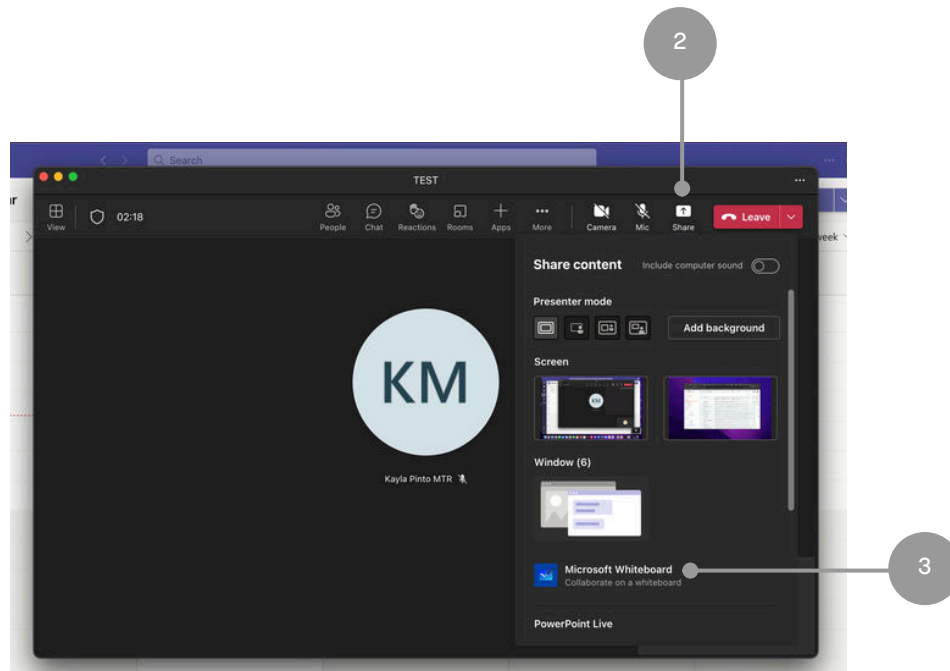 2
Search
TEST
View
02:18
People
Chat
Reactions
Rooms
Apps
More
Camera
Mic
Share
Leave
week
Share content
Include computer sound
Presenter mode
Add background
Screen
KM
Kayla Pinto MTR
Window (6)
Microsoft Whiteboard
Collaborate on a whiteboard
3
PowerPoint Live